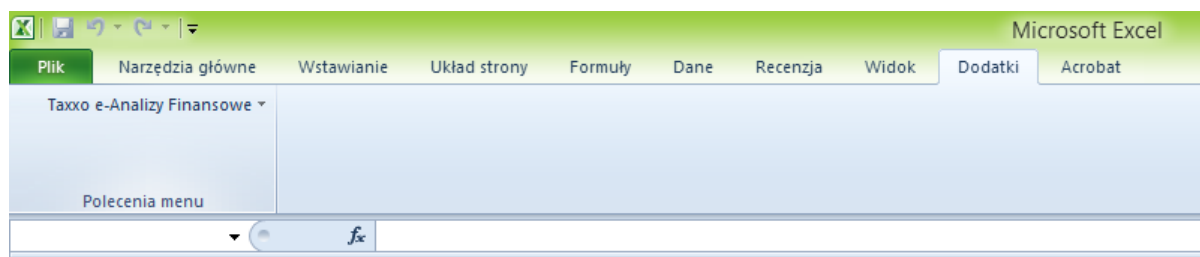 Microsoft Excel
Plik Narzędzia główne Wstawianie Układ strony Formuły Dane Recenzja Widok Dodatki Acrobat
Taxxo e-Analizy Finansowe
Polecenia menu
fx